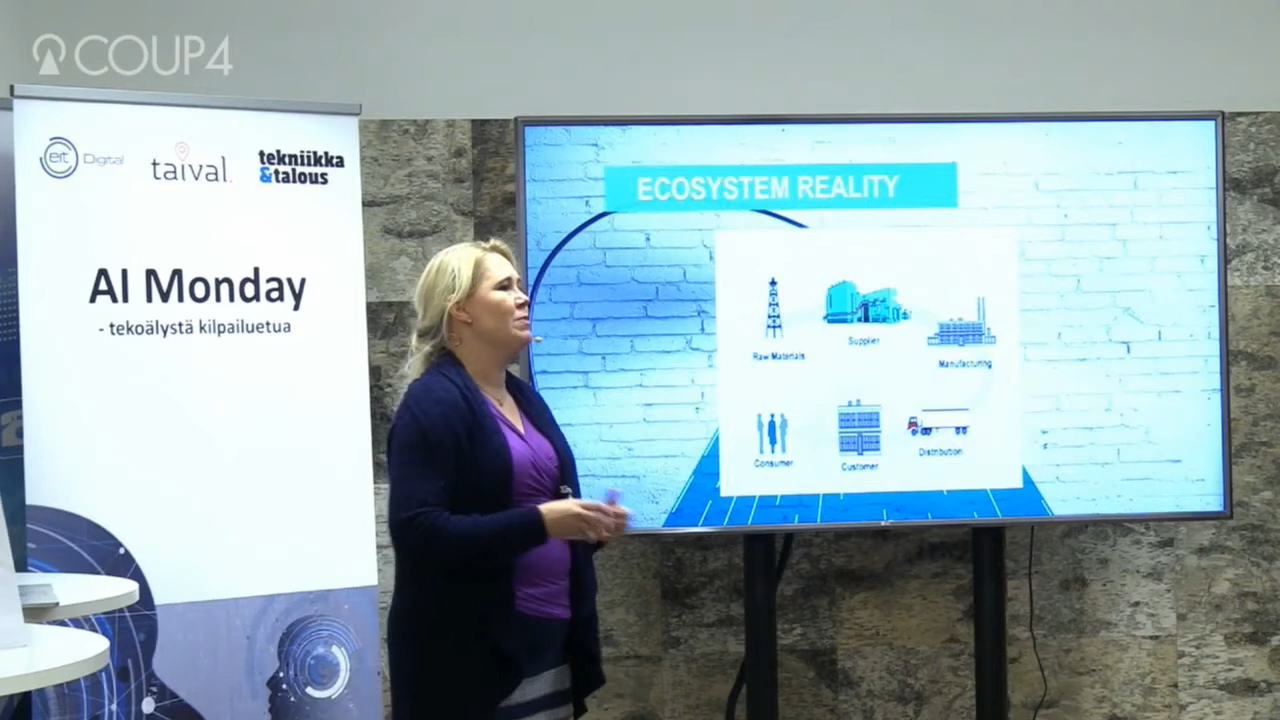 COUP4
eit Digital
taival.
tekniikka
&talous
AI Monday
- tekoälystä kilpailuetua
ECOSYSTEM REALITY
Raw Materials
Supplier
Manufacturing
Consumer
Customer
Distribution